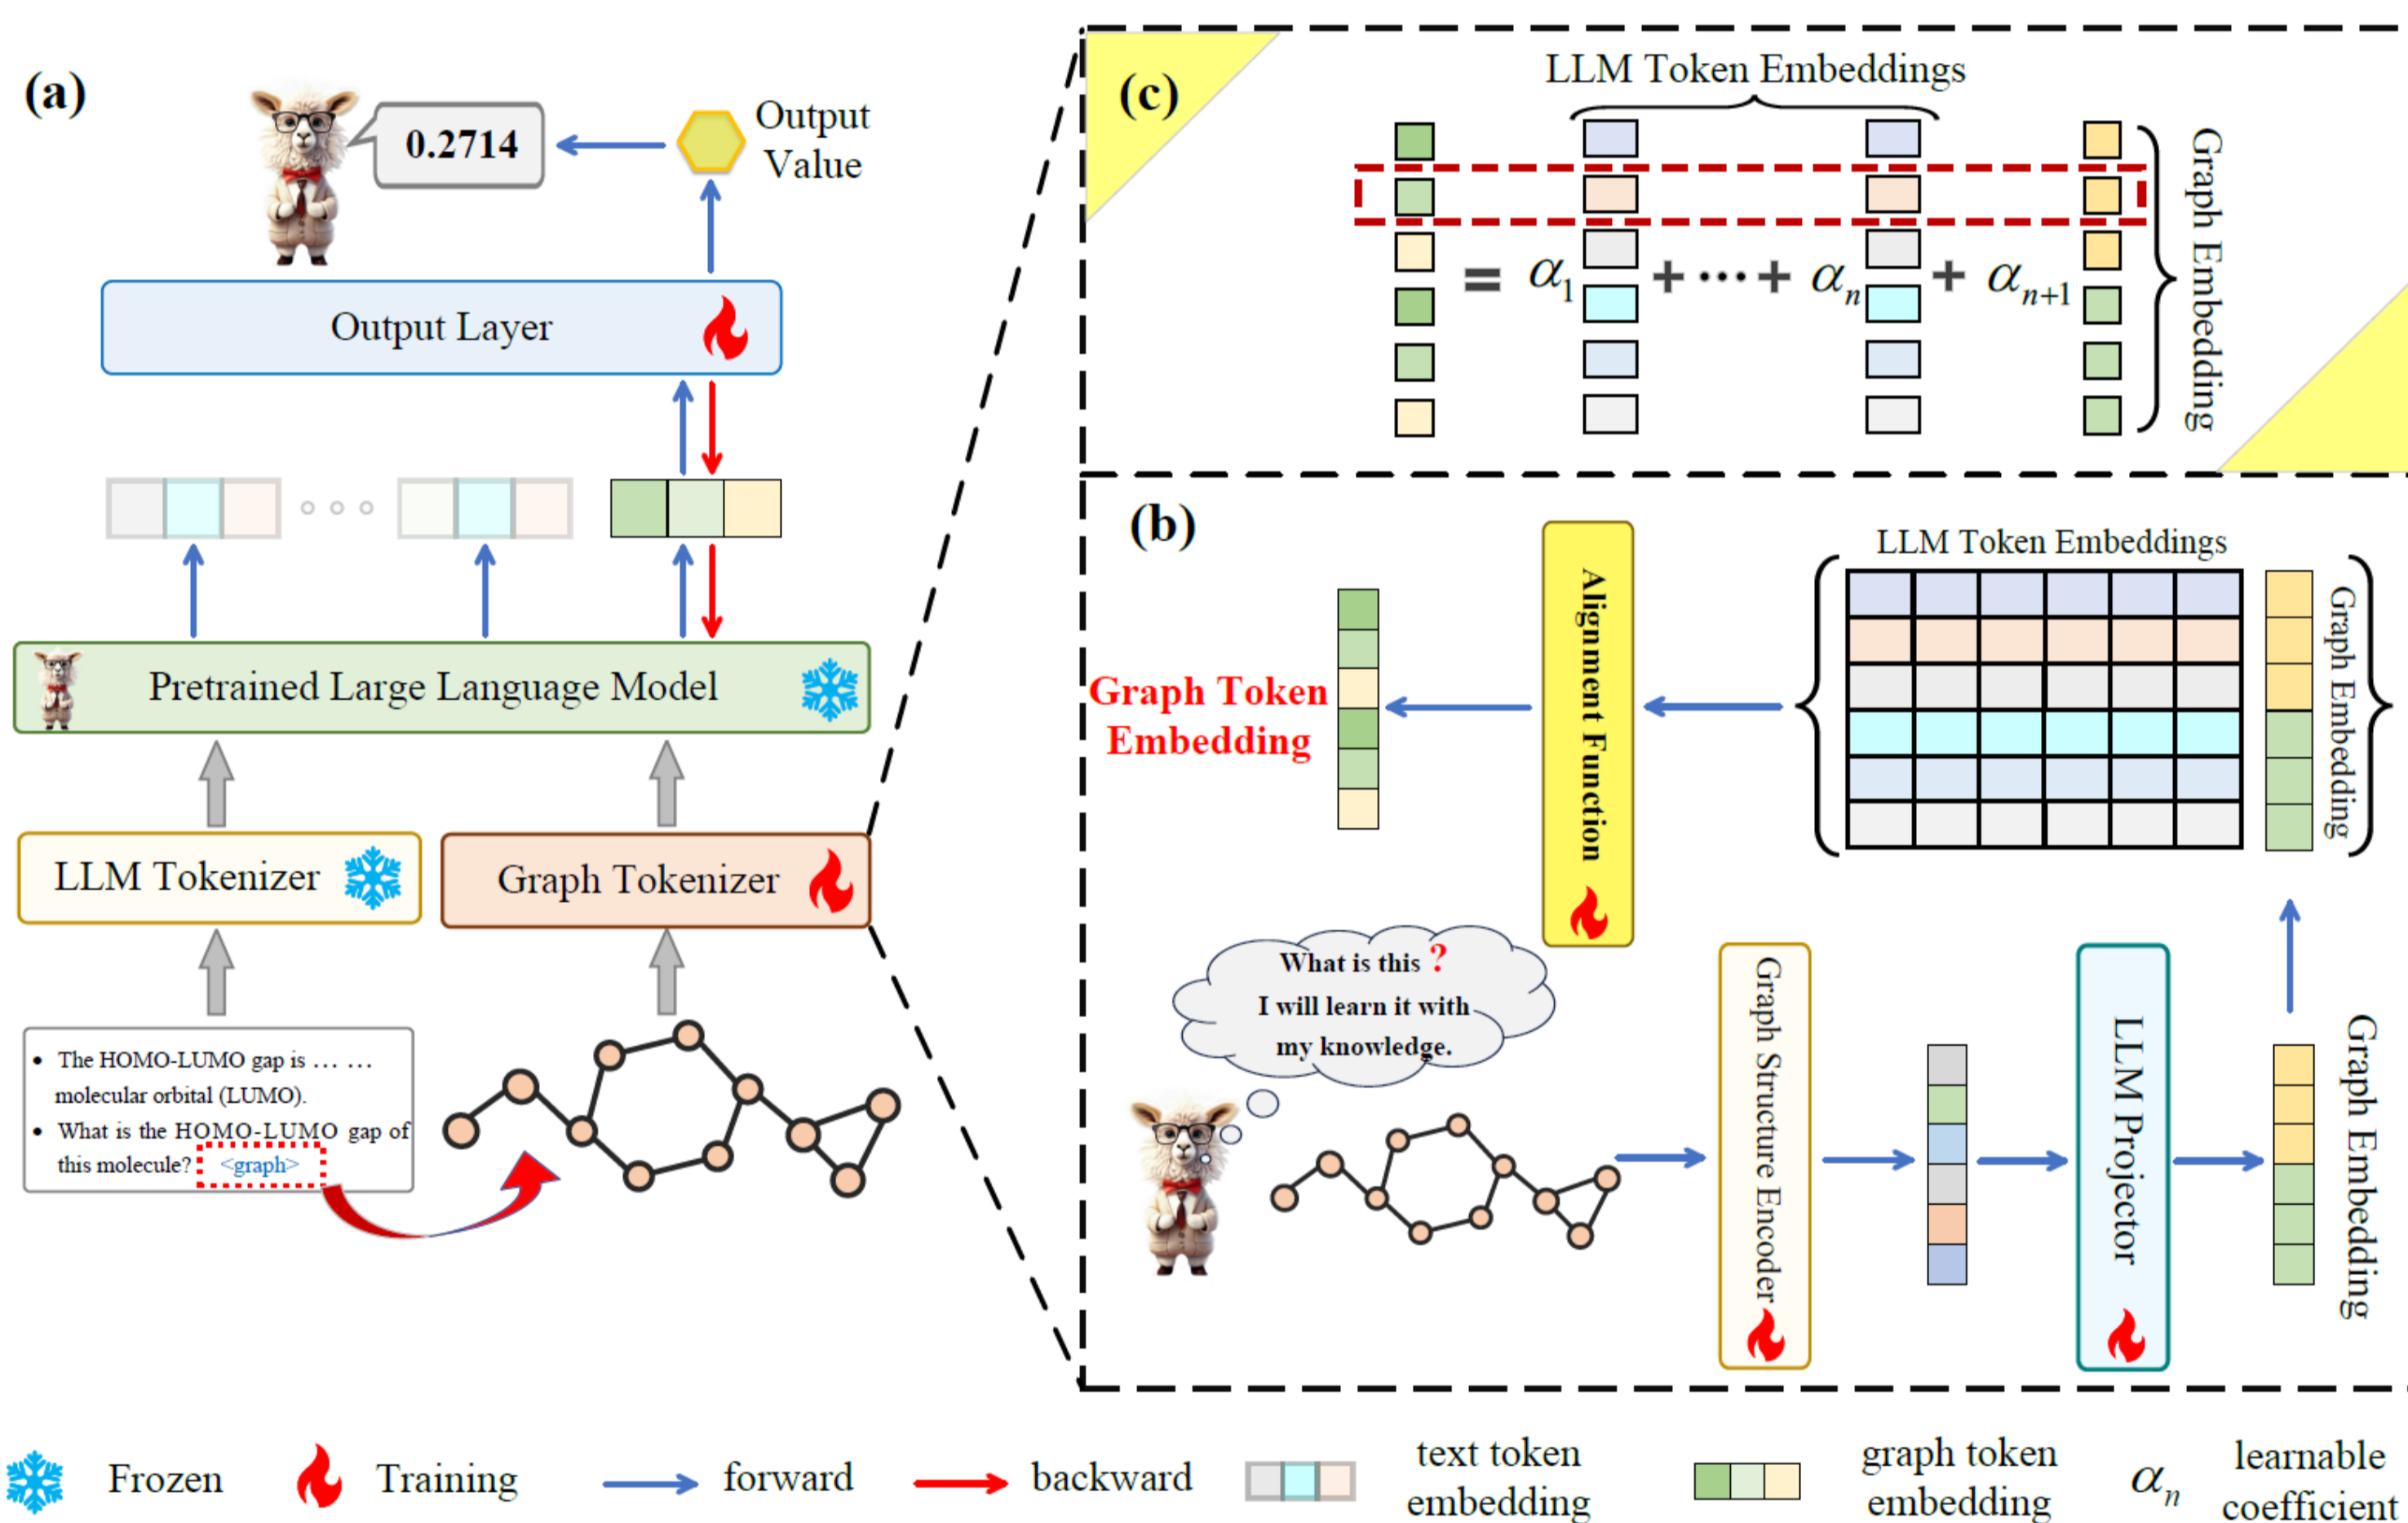 (a)
0.2714
Output
Value
Output Layer
Pretrained Large Language Model
LLM Tokenizer
Graph Tokenizer
• The HOMO-LUMO gap is … …
molecular orbital (LUMO).
• What is the HOMO-LUMO gap of
this molecule? <graph>
(c)
LLM Token Embeddings
= α1 + ··· + αn + αn+1
Graph Embedding
(b)
Graph Token
Embedding
Alignment Function
LLM Token Embeddings
Graph Embedding
What is this ?
I will learn it with
my knowledge.
Graph Structure Encoder
LLM Projector
Graph Embedding
Frozen
Training
forward
backward
text token
embedding
graph token
embedding
αn
learnable
coefficient